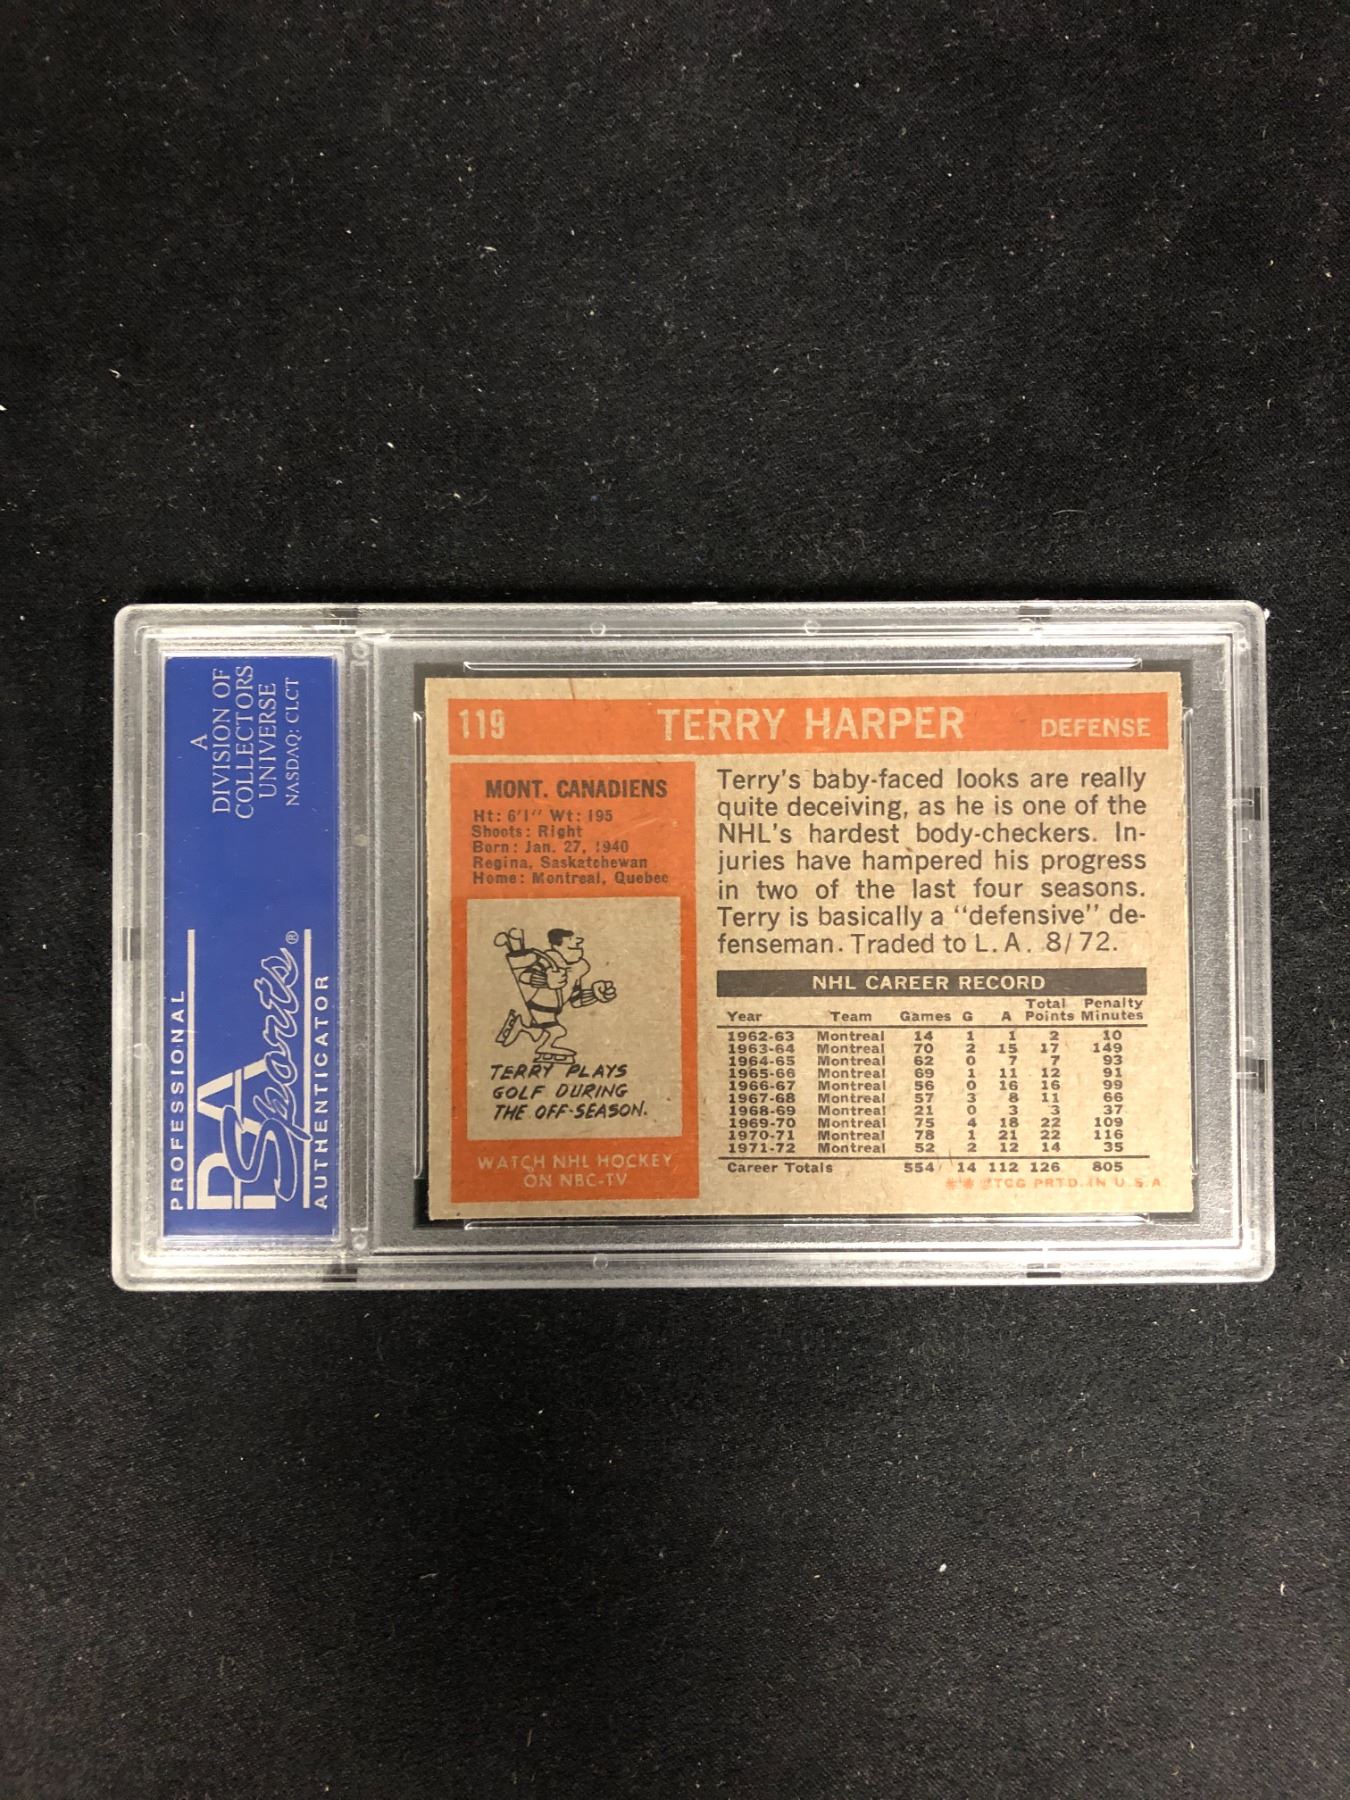 A
DIVISION OF
COLLECTORS
UNIVERSE
NASDAQ: CLCT
PROFESSIONAL
PSA
Sports®
AUTHENTICATOR
119 TERRY HARPER DEFENSE
MONT. CANADIENS
Ht: 6'1" Wt: 195
Shoots: Right
Born: Jan. 27, 1940
Regina, Saskatchewan
Home: Montreal, Quebec
TERRY PLAYS
GOLF DURING
THE OFF-SEASON.
WATCH NHL HOCKEY
ON NBC-TV
Terry's baby-faced looks are really
quite deceiving, as he is one of the
NHL's hardest body-checkers. In-
juries have hampered his progress
in two of the last four seasons.
Terry is basically a "defensive" de-
fenseman. Traded to L.A. 8/72.
NHL CAREER RECORD
Total Penalty
Year Team Games G A Points Minutes
1962-63 Montreal 14 1 1 2 10
1963-64 Montreal 70 2 15 17 149
1964-65 Montreal 62 0 7 7 93
1965-66 Montreal 69 1 11 12 91
1966-67 Montreal 56 0 16 16 99
1967-68 Montreal 57 3 8 11 66
1968-69 Montreal 21 0 3 3 37
1969-70 Montreal 75 4 18 22 109
1970-71 Montreal 78 1 21 22 116
1971-72 Montreal 52 2 12 14 35
Career Totals 554 14 112 126 805
** ©TCG PRTD. IN U.S.A.